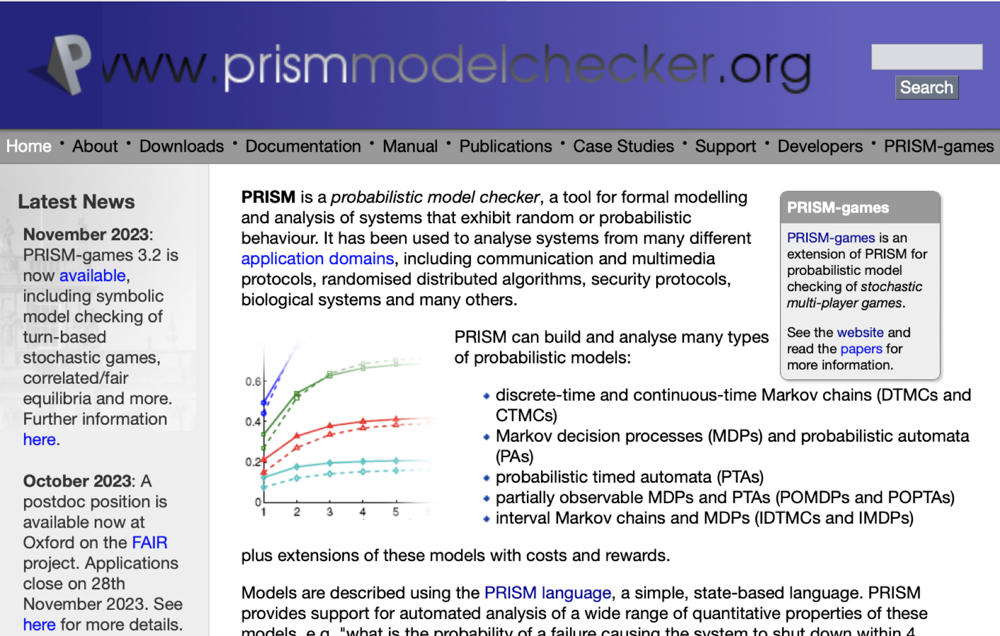 www.prismmodelchecker.org
Search
Home • About • Downloads • Documentation • Manual • Publications • Case Studies • Support • Developers • PRISM-games
Latest News
November 2023:
PRISM-games 3.2 is
now available,
including symbolic
model checking of
turn-based
stochastic games,
correlated/fair
equilibria and more.
Further information
here.
October 2023: A
postdoc position is
available now at
Oxford on the FAIR
project. Applications
close on 28th
November 2023. See
here for more details.
PRISM is a probabilistic model checker, a tool for formal modelling
and analysis of systems that exhibit random or probabilistic
behaviour. It has been used to analyse systems from many different
application domains, including communication and multimedia
protocols, randomised distributed algorithms, security protocols,
biological systems and many others.
PRISM-games
PRISM-games is an
extension of PRISM for
probabilistic model
checking of stochastic
multi-player games.
See the website and
read the papers for
more information.
0.8
0.6
0.4
0.2
0
1 2 3 4 5 6
PRISM can build and analyse many types
of probabilistic models:
discrete-time and continuous-time Markov chains (DTMCs and
CTMCs)
Markov decision processes (MDPs) and probabilistic automata
(PAs)
probabilistic timed automata (PTAs)
partially observable MDPs and PTAs (POMDPs and POPTAs)
interval Markov chains and MDPs (IDTMCs and IMDPs)
plus extensions of these models with costs and rewards.
Models are described using the PRISM language, a simple, state-based language. PRISM
provides support for automated analysis of a wide range of quantitative properties of these
models, e.g. "what is the probability of a failure causing the system to shut down within 4